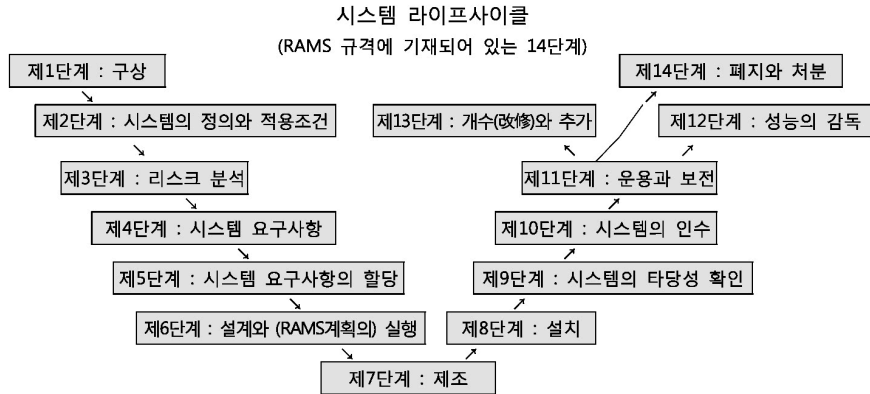 시스템 라이프사이클
(RAMS 규격에 기재되어 있는 14단계)
제1단계 : 구상
제2단계 : 시스템의 정의와 적용조건
제3단계 : 리스크 분석
제4단계 : 시스템 요구사항
제5단계 : 시스템 요구사항의 할당
제6단계 : 설계와 (RAMS계획의) 실행
제7단계 : 제조
제8단계 : 설치
제9단계 : 시스템의 타당성 확인
제10단계 : 시스템의 인수
제11단계 : 운용과 보전
제12단계 : 성능의 감독
제13단계 : 개수(改修)와 추가
제14단계 : 폐지와 처분